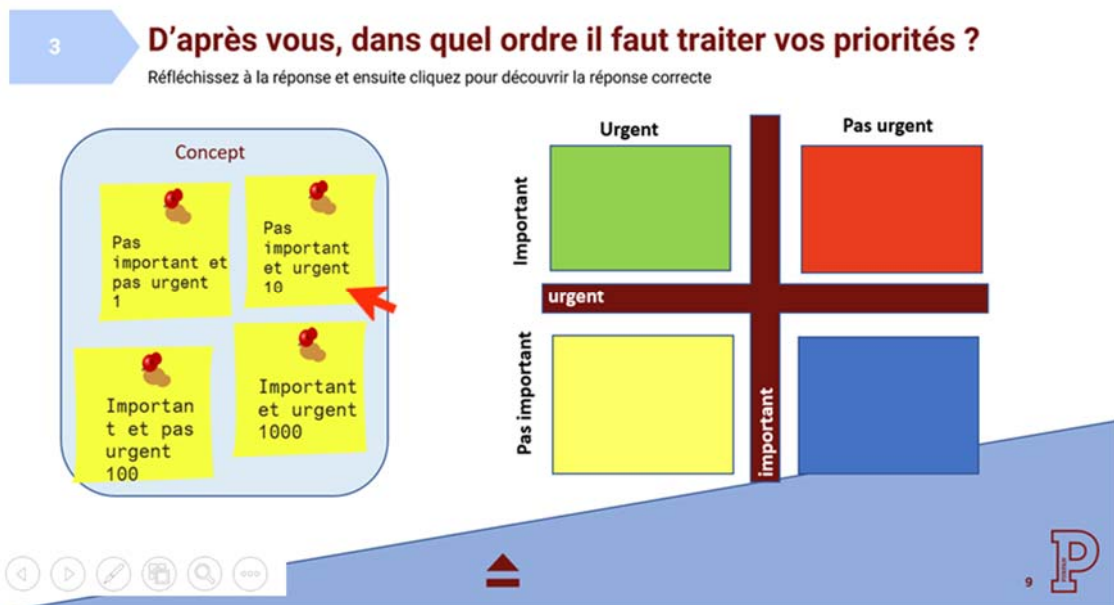 3
D'après vous, dans quel ordre il faut traiter vos priorités ?
Réfléchissez à la réponse et ensuite cliquez pour découvrir la réponse correcte
Concept
Pas
important et
pas urgent
1
Pas
important
et urgent
10
Importan
t et pas
urgent
100
Important
et urgent
1000
Urgent
Pas urgent
Important
urgent
Pas important
important
9
P